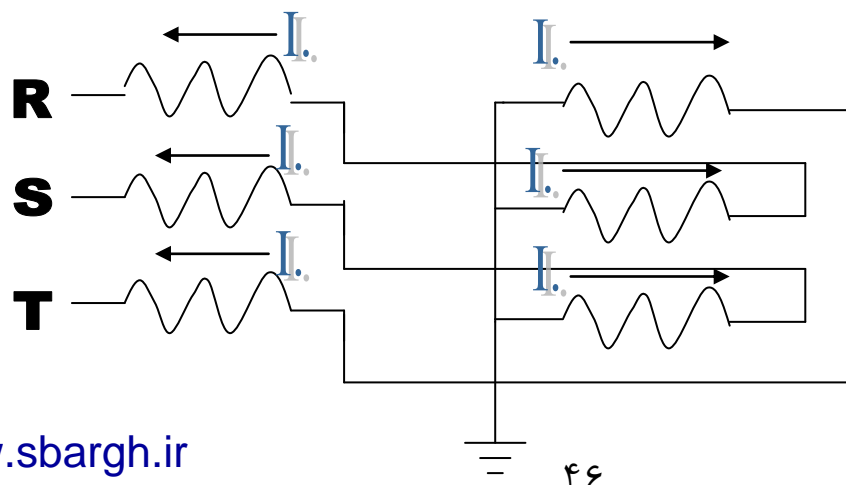 I. I.
R
I. I.
S
I. I.
T
.sbargh.ir
۴۶